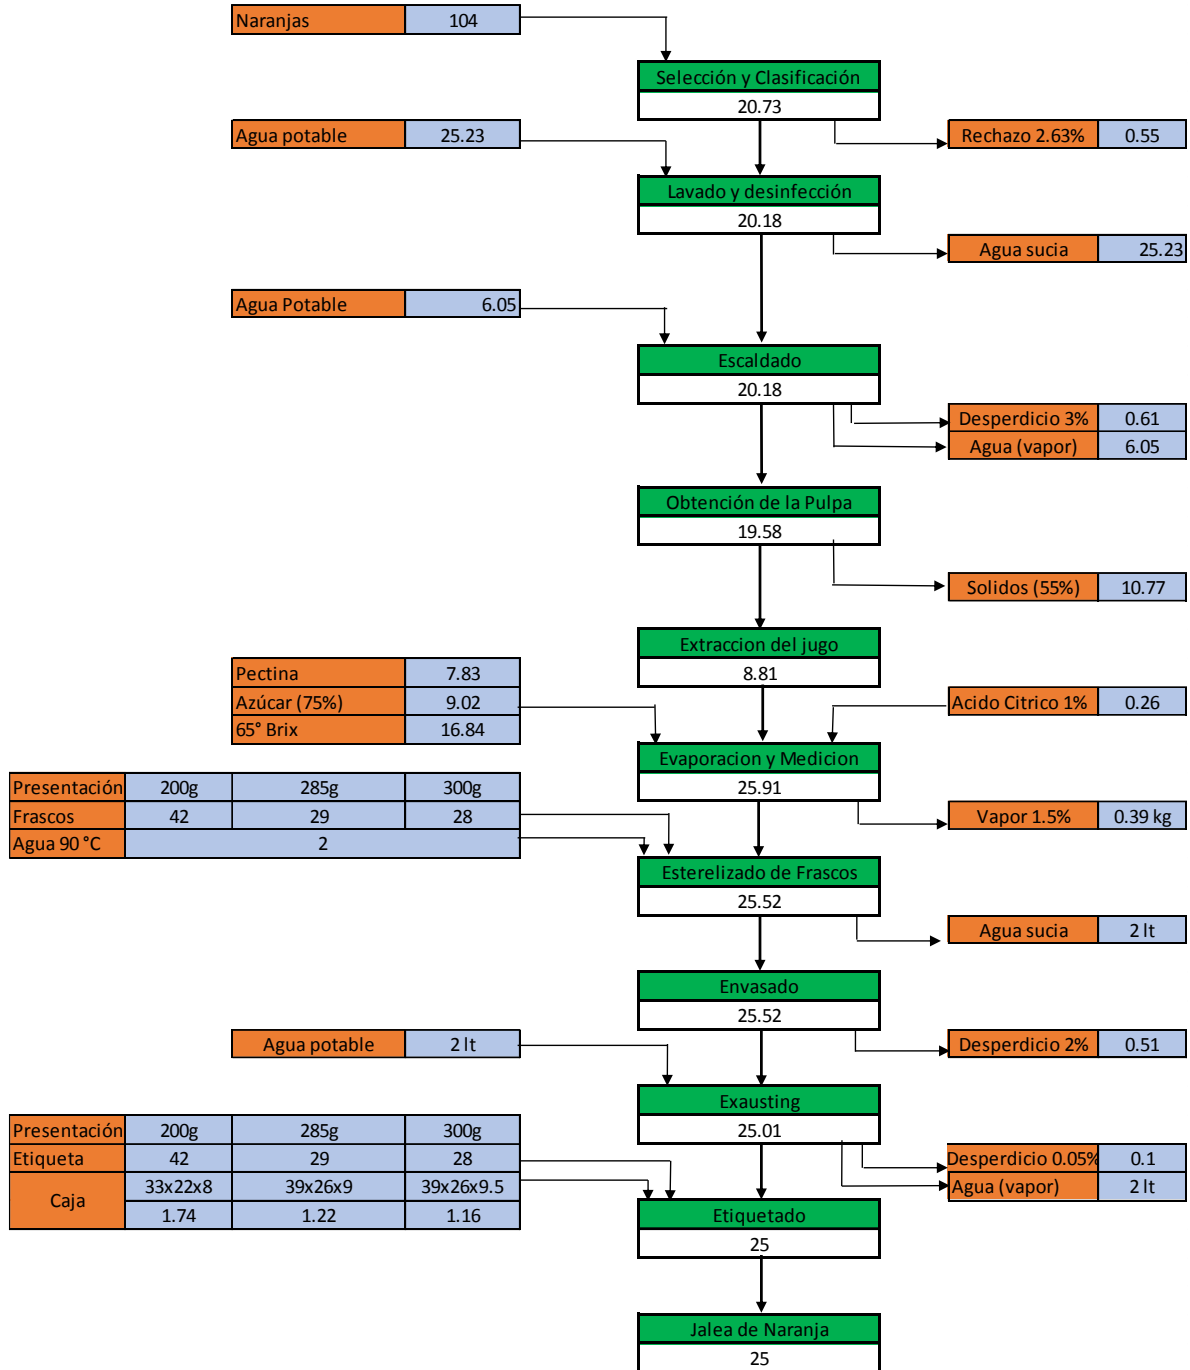 Naranjas 104
Selección y Clasificación
20.73
Agua potable 25.23
Rechazo 2.63% 0.55
Lavado y desinfección
20.18
Agua sucia 25.23
Agua Potable 6.05
Escaldado
20.18
Desperdicio 3% 0.61
Agua (vapor) 6.05
Obtención de la Pulpa
19.58
Solidos (55%) 10.77
Extraccion del jugo
8.81
Pectina 7.83
Azúcar (75%) 9.02
65° Brix 16.84
Acido Citrico 1% 0.26
Evaporacion y Medicion
25.91
Presentación 200g 285g 300g
Frascos 42 29 28
Agua 90 °C 2
Vapor 1.5% 0.39 kg
Esterelizado de Frascos
25.52
Agua sucia 2 lt
Envasado
25.52
Agua potable 2 lt
Desperdicio 2% 0.51
Exausting
25.01
Presentación 200g 285g 300g
Etiqueta 42 29 28
Caja 33x22x8 39x26x9 39x26x9.5
1.74 1.22 1.16
Desperdicio 0.05% 0.1
Agua (vapor) 2 lt
Etiquetado
25
Jalea de Naranja
25